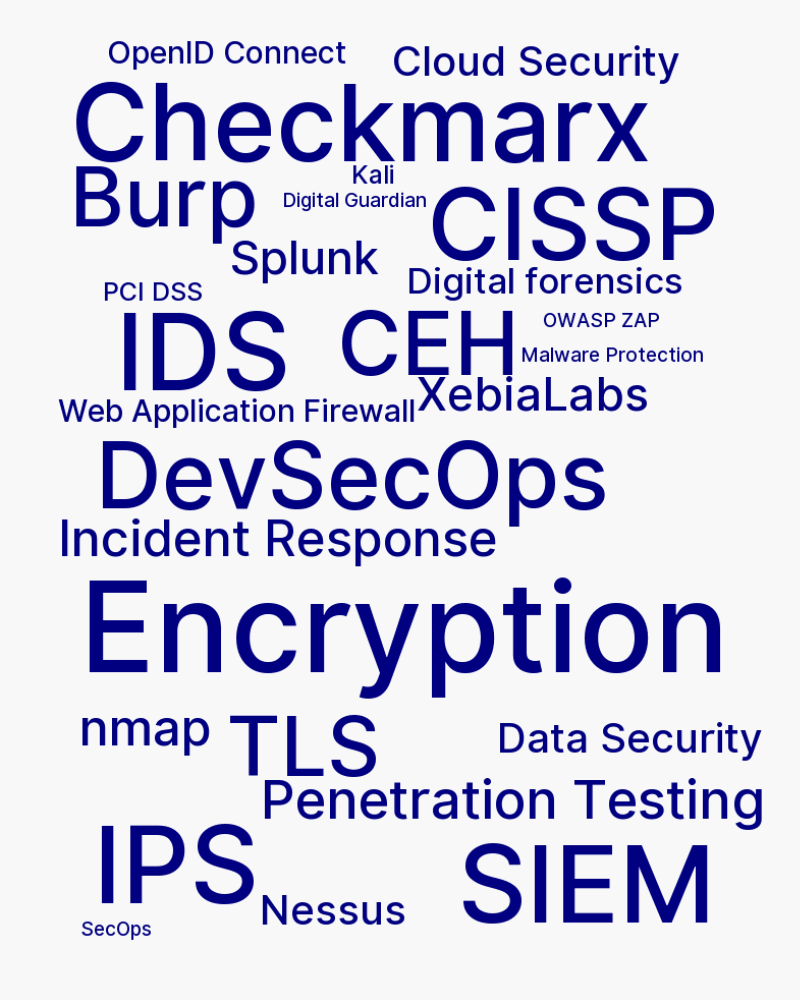 OpenID Connect
Cloud Security
Checkmarx
Kali
Burp
Digital Guardian
CISSP
Splunk
Digital forensics
PCI DSS
IDS
CEH
OWASP ZAP
Malware Protection
XebiaLabs
Web Application Firewall
DevSecOps
Incident Response
Encryption
nmap
TLS
Data Security
Penetration Testing
IPS
SIEM
Nessus
SecOps